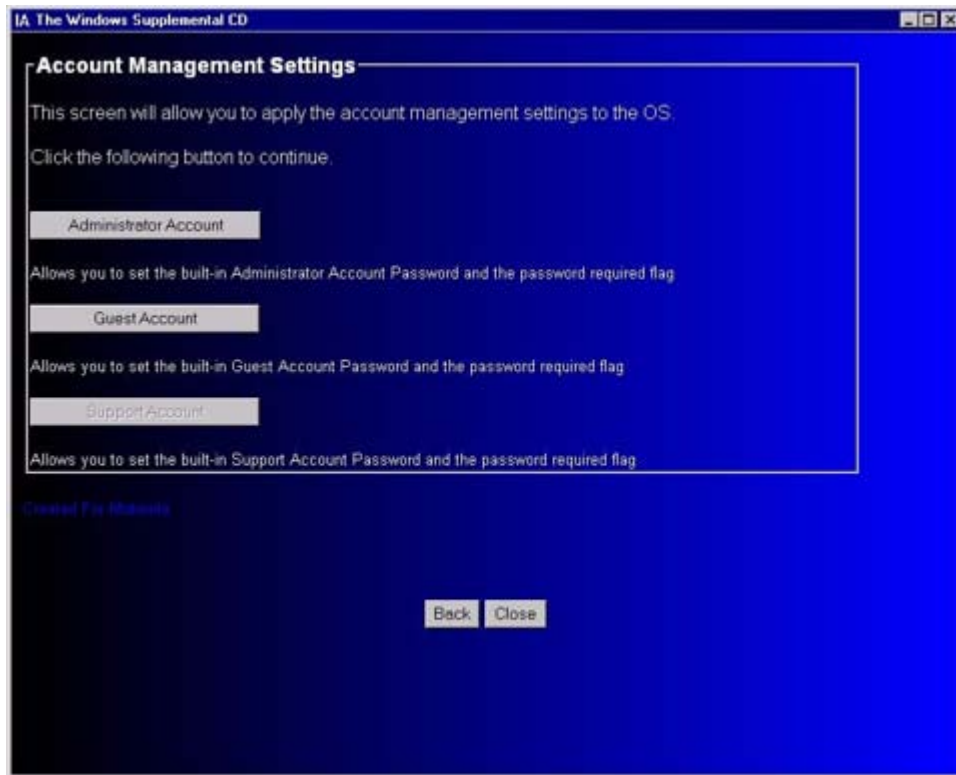 IA The Windows Supplemental CD
Account Management Settings
This screen will allow you to apply the account management settings to the OS.
Click the following button to continue.
Administrator Account
Allows you to set the built-in Administrator Account Password and the password required flag
Guest Account
Allows you to set the built-in Guest Account Password and the password required flag
Support Account
Allows you to set the built-in Support Account Password and the password required flag
Created For Motorola
Back Close